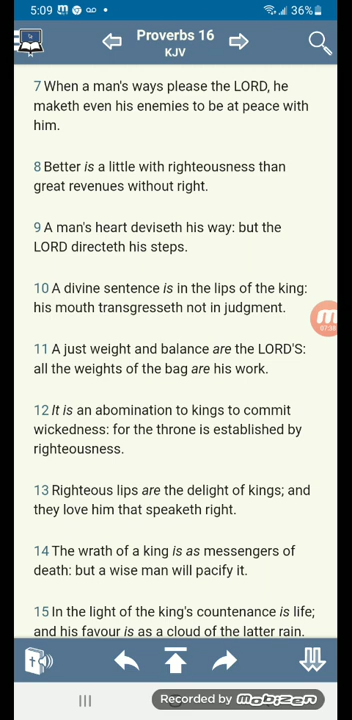 5:09
36%
Proverbs 16
KJV
7 When a man's ways please the LORD, he
maketh even his enemies to be at peace with
him.
8 Better is a little with righteousness than
great revenues without right.
9 A man's heart deviseth his way: but the
LORD directeth his steps.
10 A divine sentence is in the lips of the king:
his mouth transgresseth not in judgment.
07:38
11 A just weight and balance are the LORD'S:
all the weights of the bag are his work.
12 It is an abomination to kings to commit
wickedness: for the throne is established by
righteousness.
13 Righteous lips are the delight of kings; and
they love him that speaketh right.
14 The wrath of a king is as messengers of
death: but a wise man will pacify it.
15 In the light of the king's countenance is life;
and his favour is as a cloud of the latter rain.
Recorded by mobizen